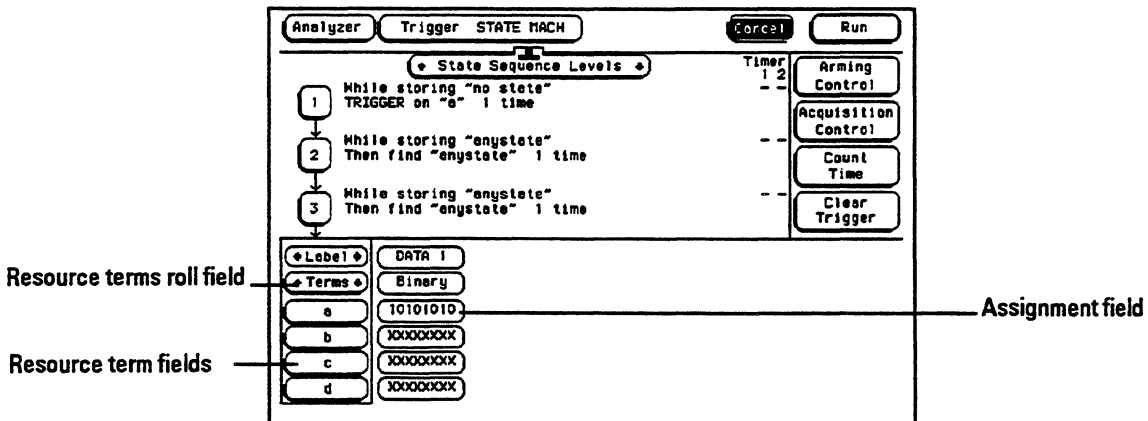 Analyzer Trigger STATE MACH Cancel Run
State Sequence Levels
Timer
1 2
Arming
Control
While storing "no state"
1 TRIGGER on "a" 1 time
Acquisition
Control
While storing "anystate"
2 Then find "anystate" 1 time
Count
Time
While storing "anystate"
3 Then find "anystate" 1 time
Clear
Trigger
Label DATA 1
Resource terms roll field
Terms Binary
a 10101010
Assignment field
b XXXXXXXX
Resource term fields
c XXXXXXXX
d XXXXXXXX